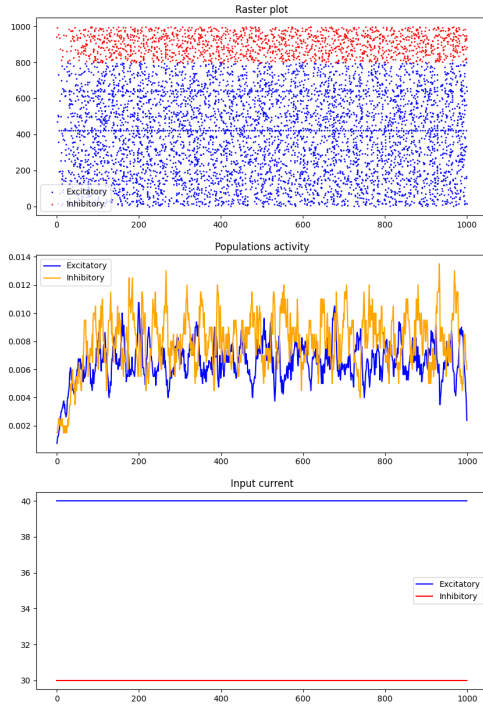 Raster plot
1000
800
600
400
200
0
Excitatory
Inhibitory
0 200 400 600 800 1000
Populations activity
0.014
0.012
0.010
0.008
0.006
0.004
0.002
Excitatory
Inhibitory
0 200 400 600 800 1000
Input current
40
38
36
34
32
30
Excitatory
Inhibitory
0 200 400 600 800 1000